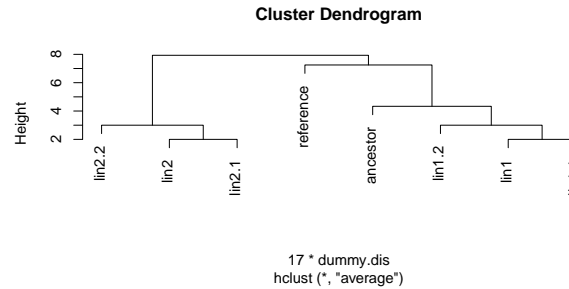 Cluster Dendrogram
Height
8
6
4
2
lin2.2
lin2
lin2.1
reference
ancestor
lin1.2
lin1
17 * dummy.dis
hclust (*, "average")